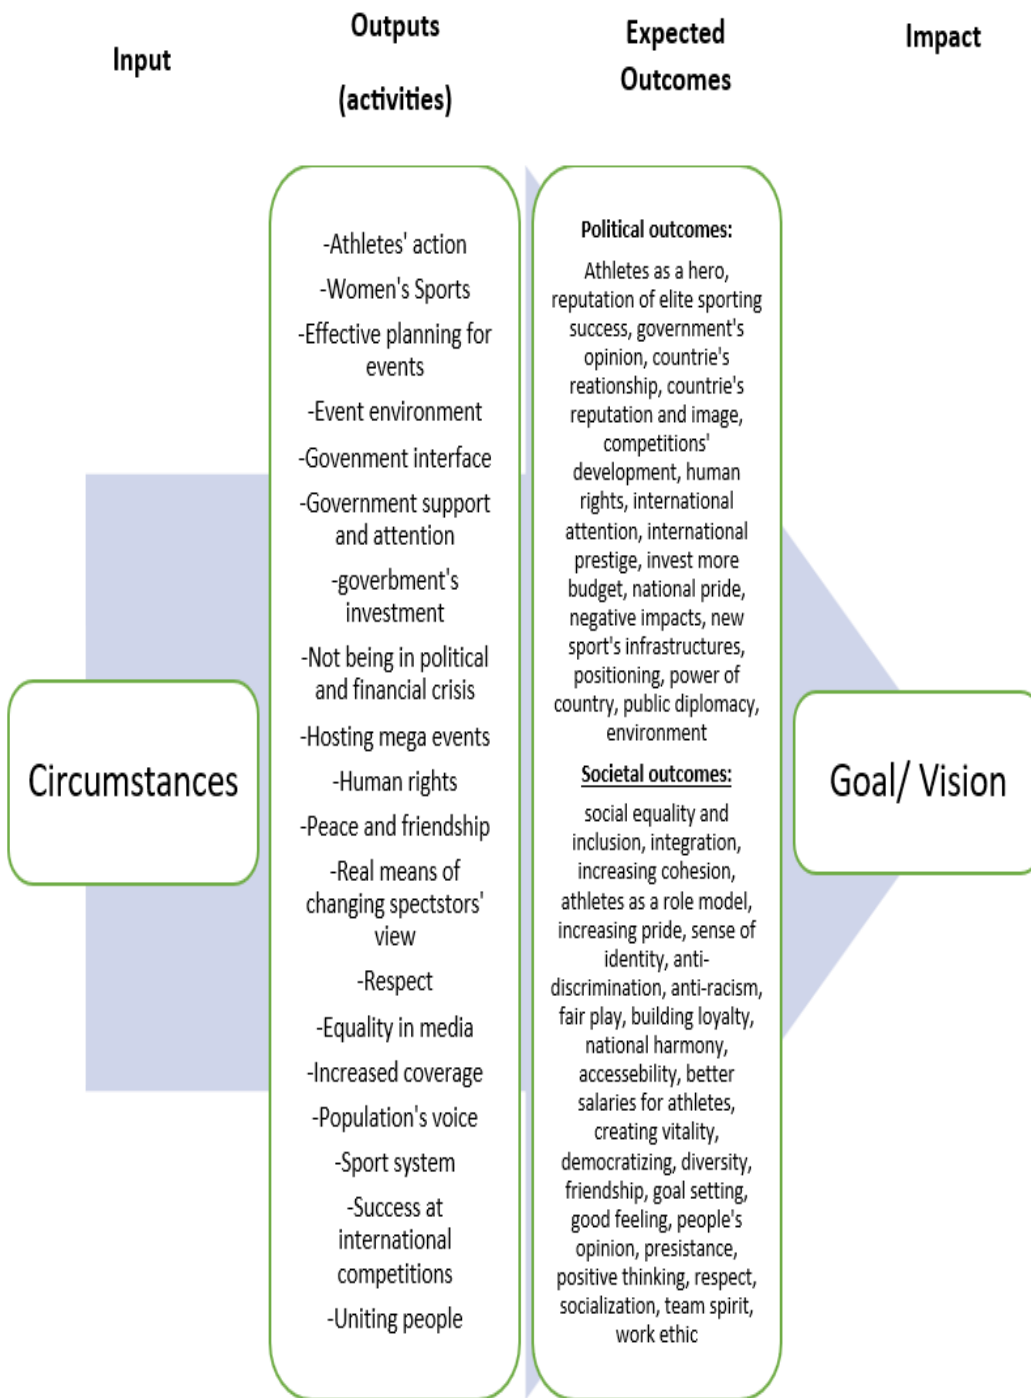 Input
Outputs
(activities)
Expected
Outcomes
Impact
Circumstances
-Athletes' action
-Women's Sports
-Effective planning for
events
-Event environment
-Govenment interface
-Government support
and attention
-goverbment's
investment
-Not being in political
and financial crisis
-Hosting mega events
-Human rights
-Peace and friendship
-Real means of
changing spectstors'
view
-Respect
-Equality in media
-Increased coverage
-Population's voice
-Sport system
-Success at
international
competitions
-Uniting people
Political outcomes:
Athletes as a hero,
reputation of elite sporting
success, government's
opinion, countrie's
reationship, countrie's
reputation and image,
competitions'
development, human
rights, international
attention, international
prestige, invest more
budget, national pride,
negative impacts, new
sport's infrastructures,
positioning, power of
country, public diplomacy,
environment
Societal outcomes:
social equality and
inclusion, integration,
increasing cohesion,
athletes as a role model,
increasing pride, sense of
identity, anti-
discrimination, anti-racism,
fair play, building loyalty,
national harmony,
accessebility, better
salaries for athletes,
creating vitality,
democratizing, diversity,
friendship, goal setting,
good feeling, people's
opinion, presistance,
positive thinking, respect,
socialization, team spirit,
work ethic
Goal/ Vision